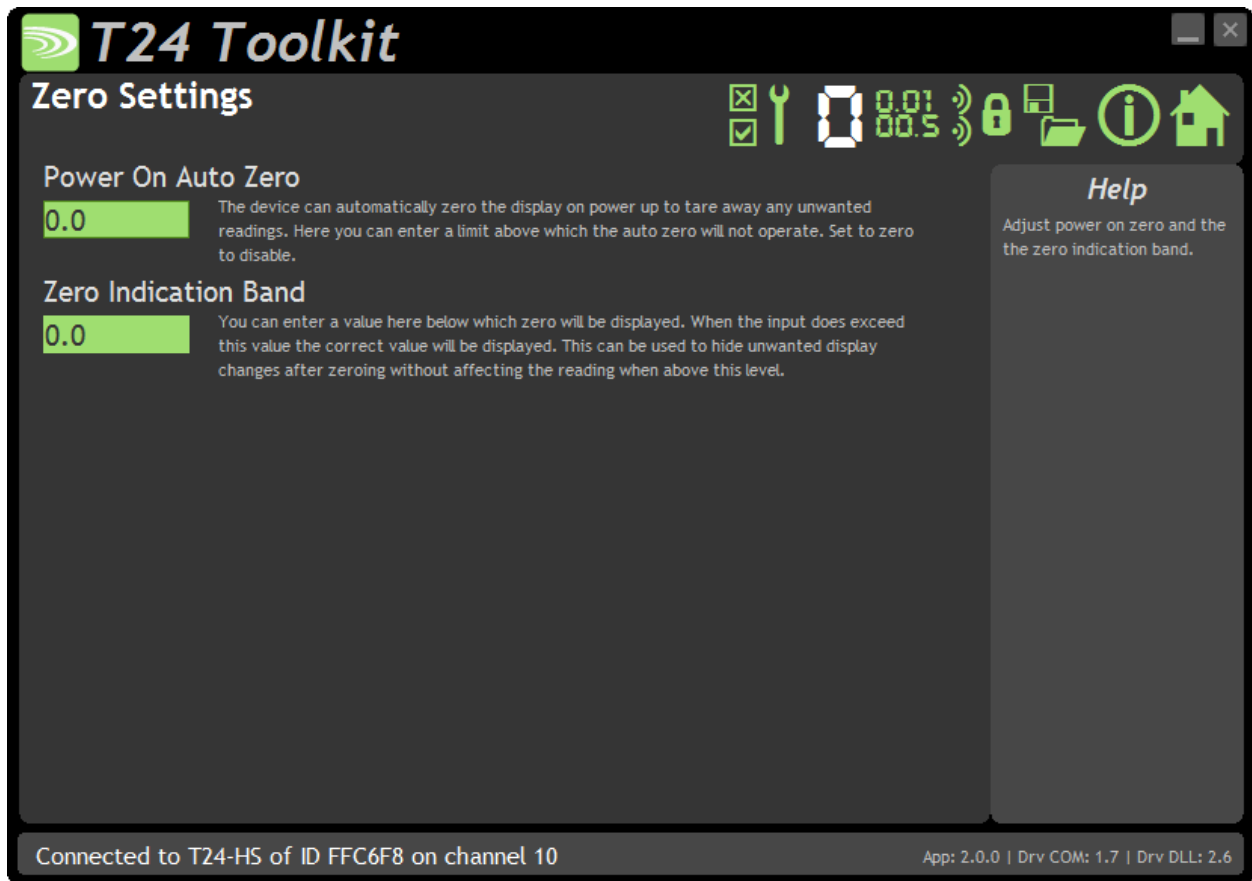 T24 Toolkit
Zero Settings
0
0.01
00.5
Power On Auto Zero
0.0
The device can automatically zero the display on power up to tare away any unwanted
readings. Here you can enter a limit above which the auto zero will not operate. Set to zero
to disable.
Zero Indication Band
0.0
You can enter a value here below which zero will be displayed. When the input does exceed
this value the correct value will be displayed. This can be used to hide unwanted display
changes after zeroing without affecting the reading when above this level.
Help
Adjust power on zero and the
the zero indication band.
Connected to T24-HS of ID FFC6F8 on channel 10
App: 2.0.0 | Drv COM: 1.7 | Drv DLL: 2.6